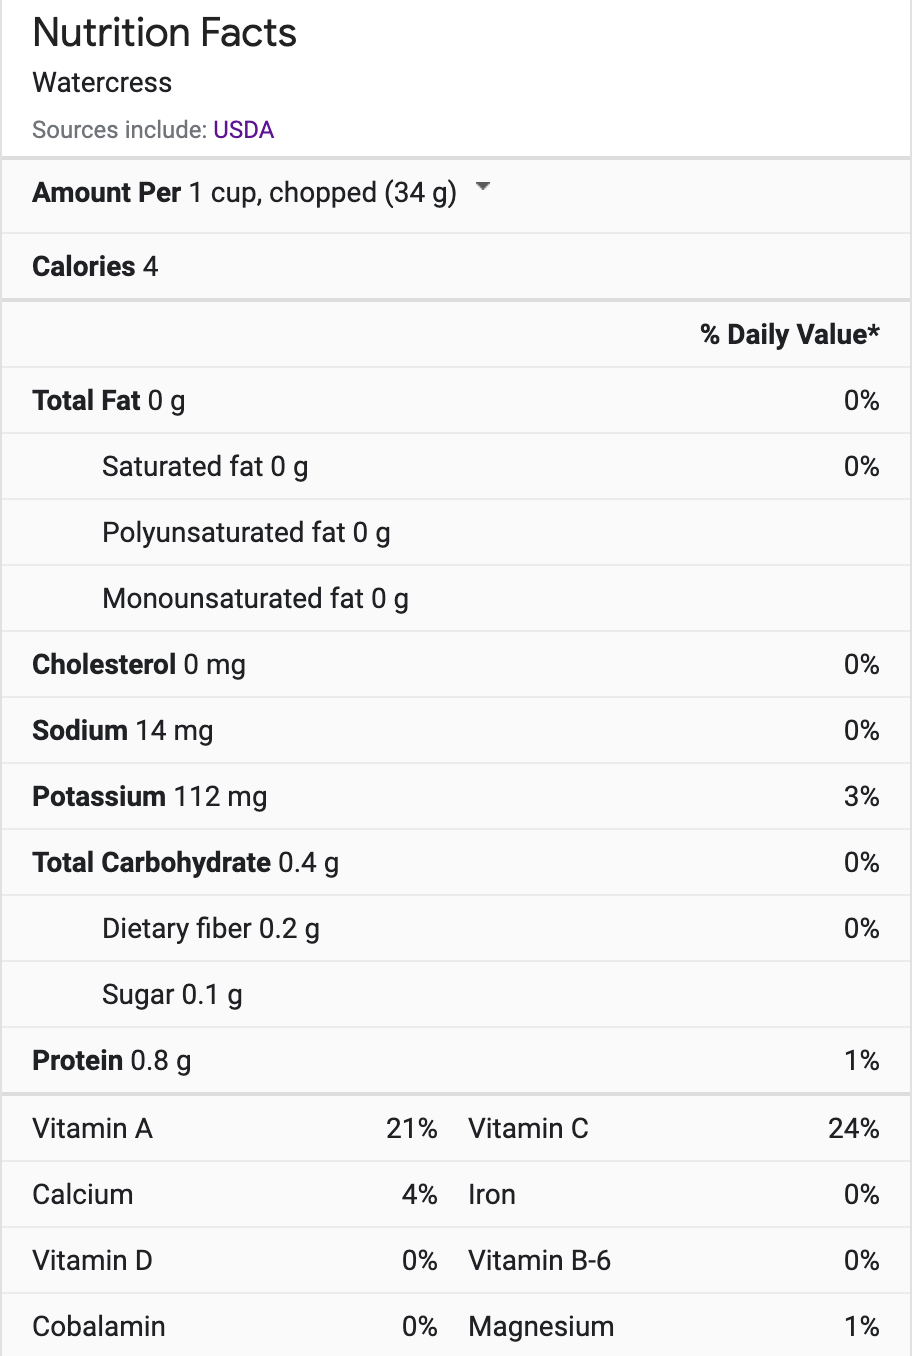 Nutrition Facts
Watercress
Sources include: USDA
Amount Per 1 cup, chopped (34 g)
Calories 4
% Daily Value*
Total Fat 0 g 0%
Saturated fat 0 g 0%
Polyunsaturated fat 0 g
Monounsaturated fat 0 g
Cholesterol 0 mg 0%
Sodium 14 mg 0%
Potassium 112 mg 3%
Total Carbohydrate 0.4 g 0%
Dietary fiber 0.2 g 0%
Sugar 0.1 g
Protein 0.8 g 1%
Vitamin A 21% Vitamin C 24%
Calcium 4% Iron 0%
Vitamin D 0% Vitamin B-6 0%
Cobalamin 0% Magnesium 1%